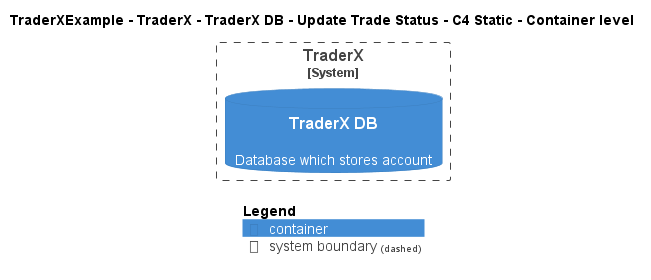 TraderXExample - TraderX - TraderX DB - Update Trade Status - C4 Static - Container level
TraderX
[System]
TraderX DB
Database which stores account
Legend
container
system boundary (dashed)